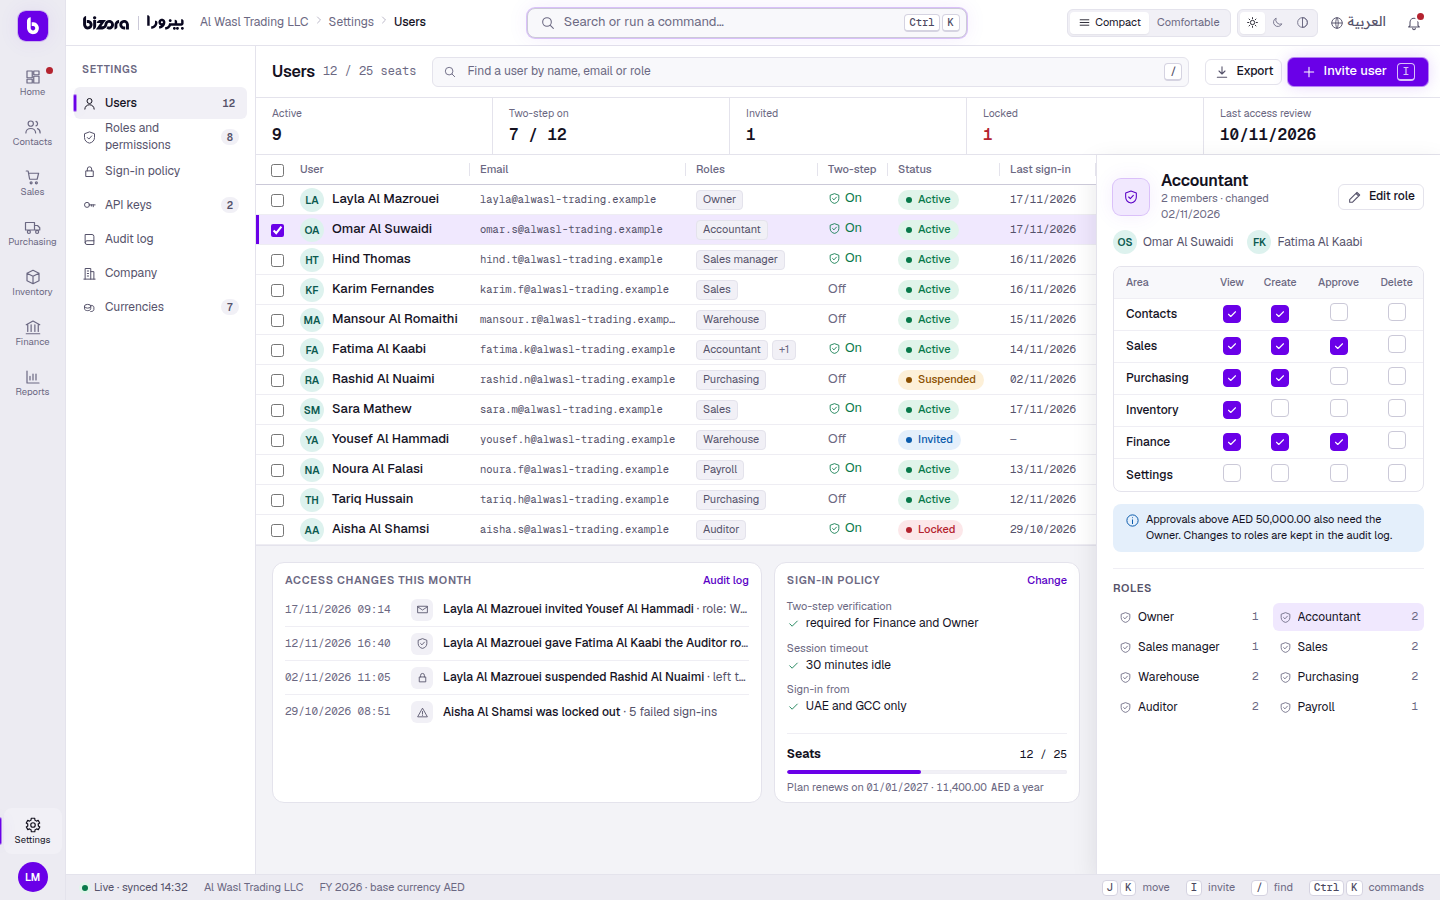 bizora بيزورا Al Wasl Trading LLC Settings Users Search or run a command... Ctrl K Compact Comfortable العربية
Home
Contacts
Sales
Purchasing
Inventory
Finance
Reports
Settings
LM
SETTINGS
Users 12
Roles and permissions 8
Sign-in policy
API keys 2
Audit log
Company
Currencies 7
Users 12 / 25 seats Find a user by name, email or role / Export + Invite user I
Active
9
Two-step on
7 / 12
Invited
1
Locked
1
Last access review
10/11/2026
User Email Roles Two-step Status Last sign-in
LA Layla Al Mazrouei layla@alwasl-trading.example Owner On Active 17/11/2026
OA Omar Al Suwaidi omar.s@alwasl-trading.example Accountant On Active 17/11/2026
HT Hind Thomas hind.t@alwasl-trading.example Sales manager On Active 16/11/2026
KF Karim Fernandes karim.f@alwasl-trading.example Sales Off Active 16/11/2026
MA Mansour Al Romaithi mansour.r@alwasl-trading.examp… Warehouse Off Active 15/11/2026
FA Fatima Al Kaabi fatima.k@alwasl-trading.example Accountant +1 On Active 14/11/2026
RA Rashid Al Nuaimi rashid.n@alwasl-trading.example Purchasing Off Suspended 02/11/2026
SM Sara Mathew sara.m@alwasl-trading.example Sales On Active 17/11/2026
YA Yousef Al Hammadi yousef.h@alwasl-trading.example Warehouse Off Invited –
NA Noura Al Falasi noura.f@alwasl-trading.example Payroll On Active 13/11/2026
TH Tariq Hussain tariq.h@alwasl-trading.example Purchasing Off Active 12/11/2026
AA Aisha Al Shamsi aisha.s@alwasl-trading.example Auditor On Locked 29/10/2026
ACCESS CHANGES THIS MONTH Audit log
17/11/2026 09:14 Layla Al Mazrouei invited Yousef Al Hammadi · role: W…
12/11/2026 16:40 Layla Al Mazrouei gave Fatima Al Kaabi the Auditor ro…
02/11/2026 11:05 Layla Al Mazrouei suspended Rashid Al Nuaimi · left t…
29/10/2026 08:51 Aisha Al Shamsi was locked out · 5 failed sign-ins
SIGN-IN POLICY Change
Two-step verification
required for Finance and Owner
Session timeout
30 minutes idle
Sign-in from
UAE and GCC only
Seats 12 / 25
Plan renews on 01/01/2027 · 11,400.00 AED a year
Accountant
2 members · changed
02/11/2026
Edit role
OS Omar Al Suwaidi FK Fatima Al Kaabi
Area View Create Approve Delete
Contacts
Sales
Purchasing
Inventory
Finance
Settings
Approvals above AED 50,000.00 also need the
Owner. Changes to roles are kept in the audit log.
ROLES
Owner 1 Accountant 2
Sales manager 1 Sales 2
Warehouse 2 Purchasing 2
Auditor 2 Payroll 1
Live · synced 14:32 Al Wasl Trading LLC FY 2026 · base currency AED J K move I invite / find Ctrl K commands